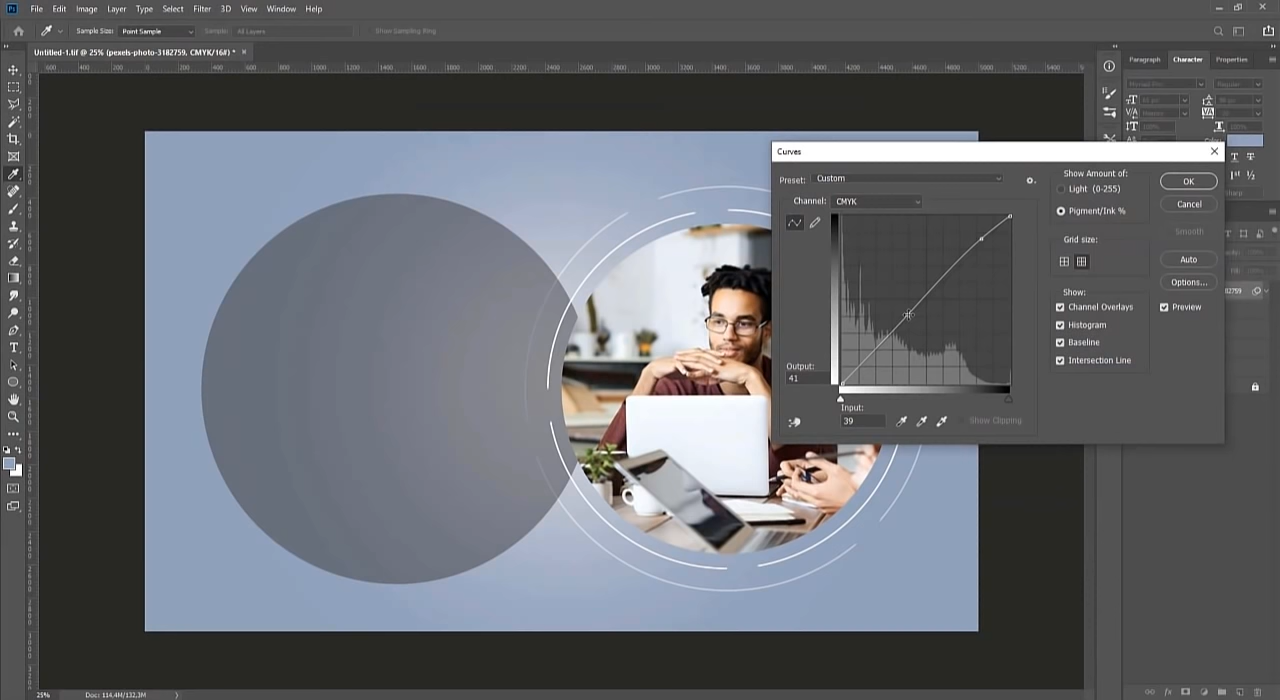 Ps File Edit Image Layer Type Select Filter 3D View Window Help
Sample Size: Point Sample Sample: All Layers Show Sampling Ring
Untitled-1.tif @ 25% (pexels-photo-3182759, CMYK/16#) * ×
Paragraph Character Properties
Curves
Preset: Custom
Channel: CMYK
Output:
41
Input:
39
Show Clipping
Show Amount of:
Light (0-255)
Pigment/Ink %
Grid size:
Show:
Channel Overlays
Histogram
Baseline
Intersection Line
OK
Cancel
Smooth
Auto
Options...
Preview
25% Doc: 114,4M/132,3M